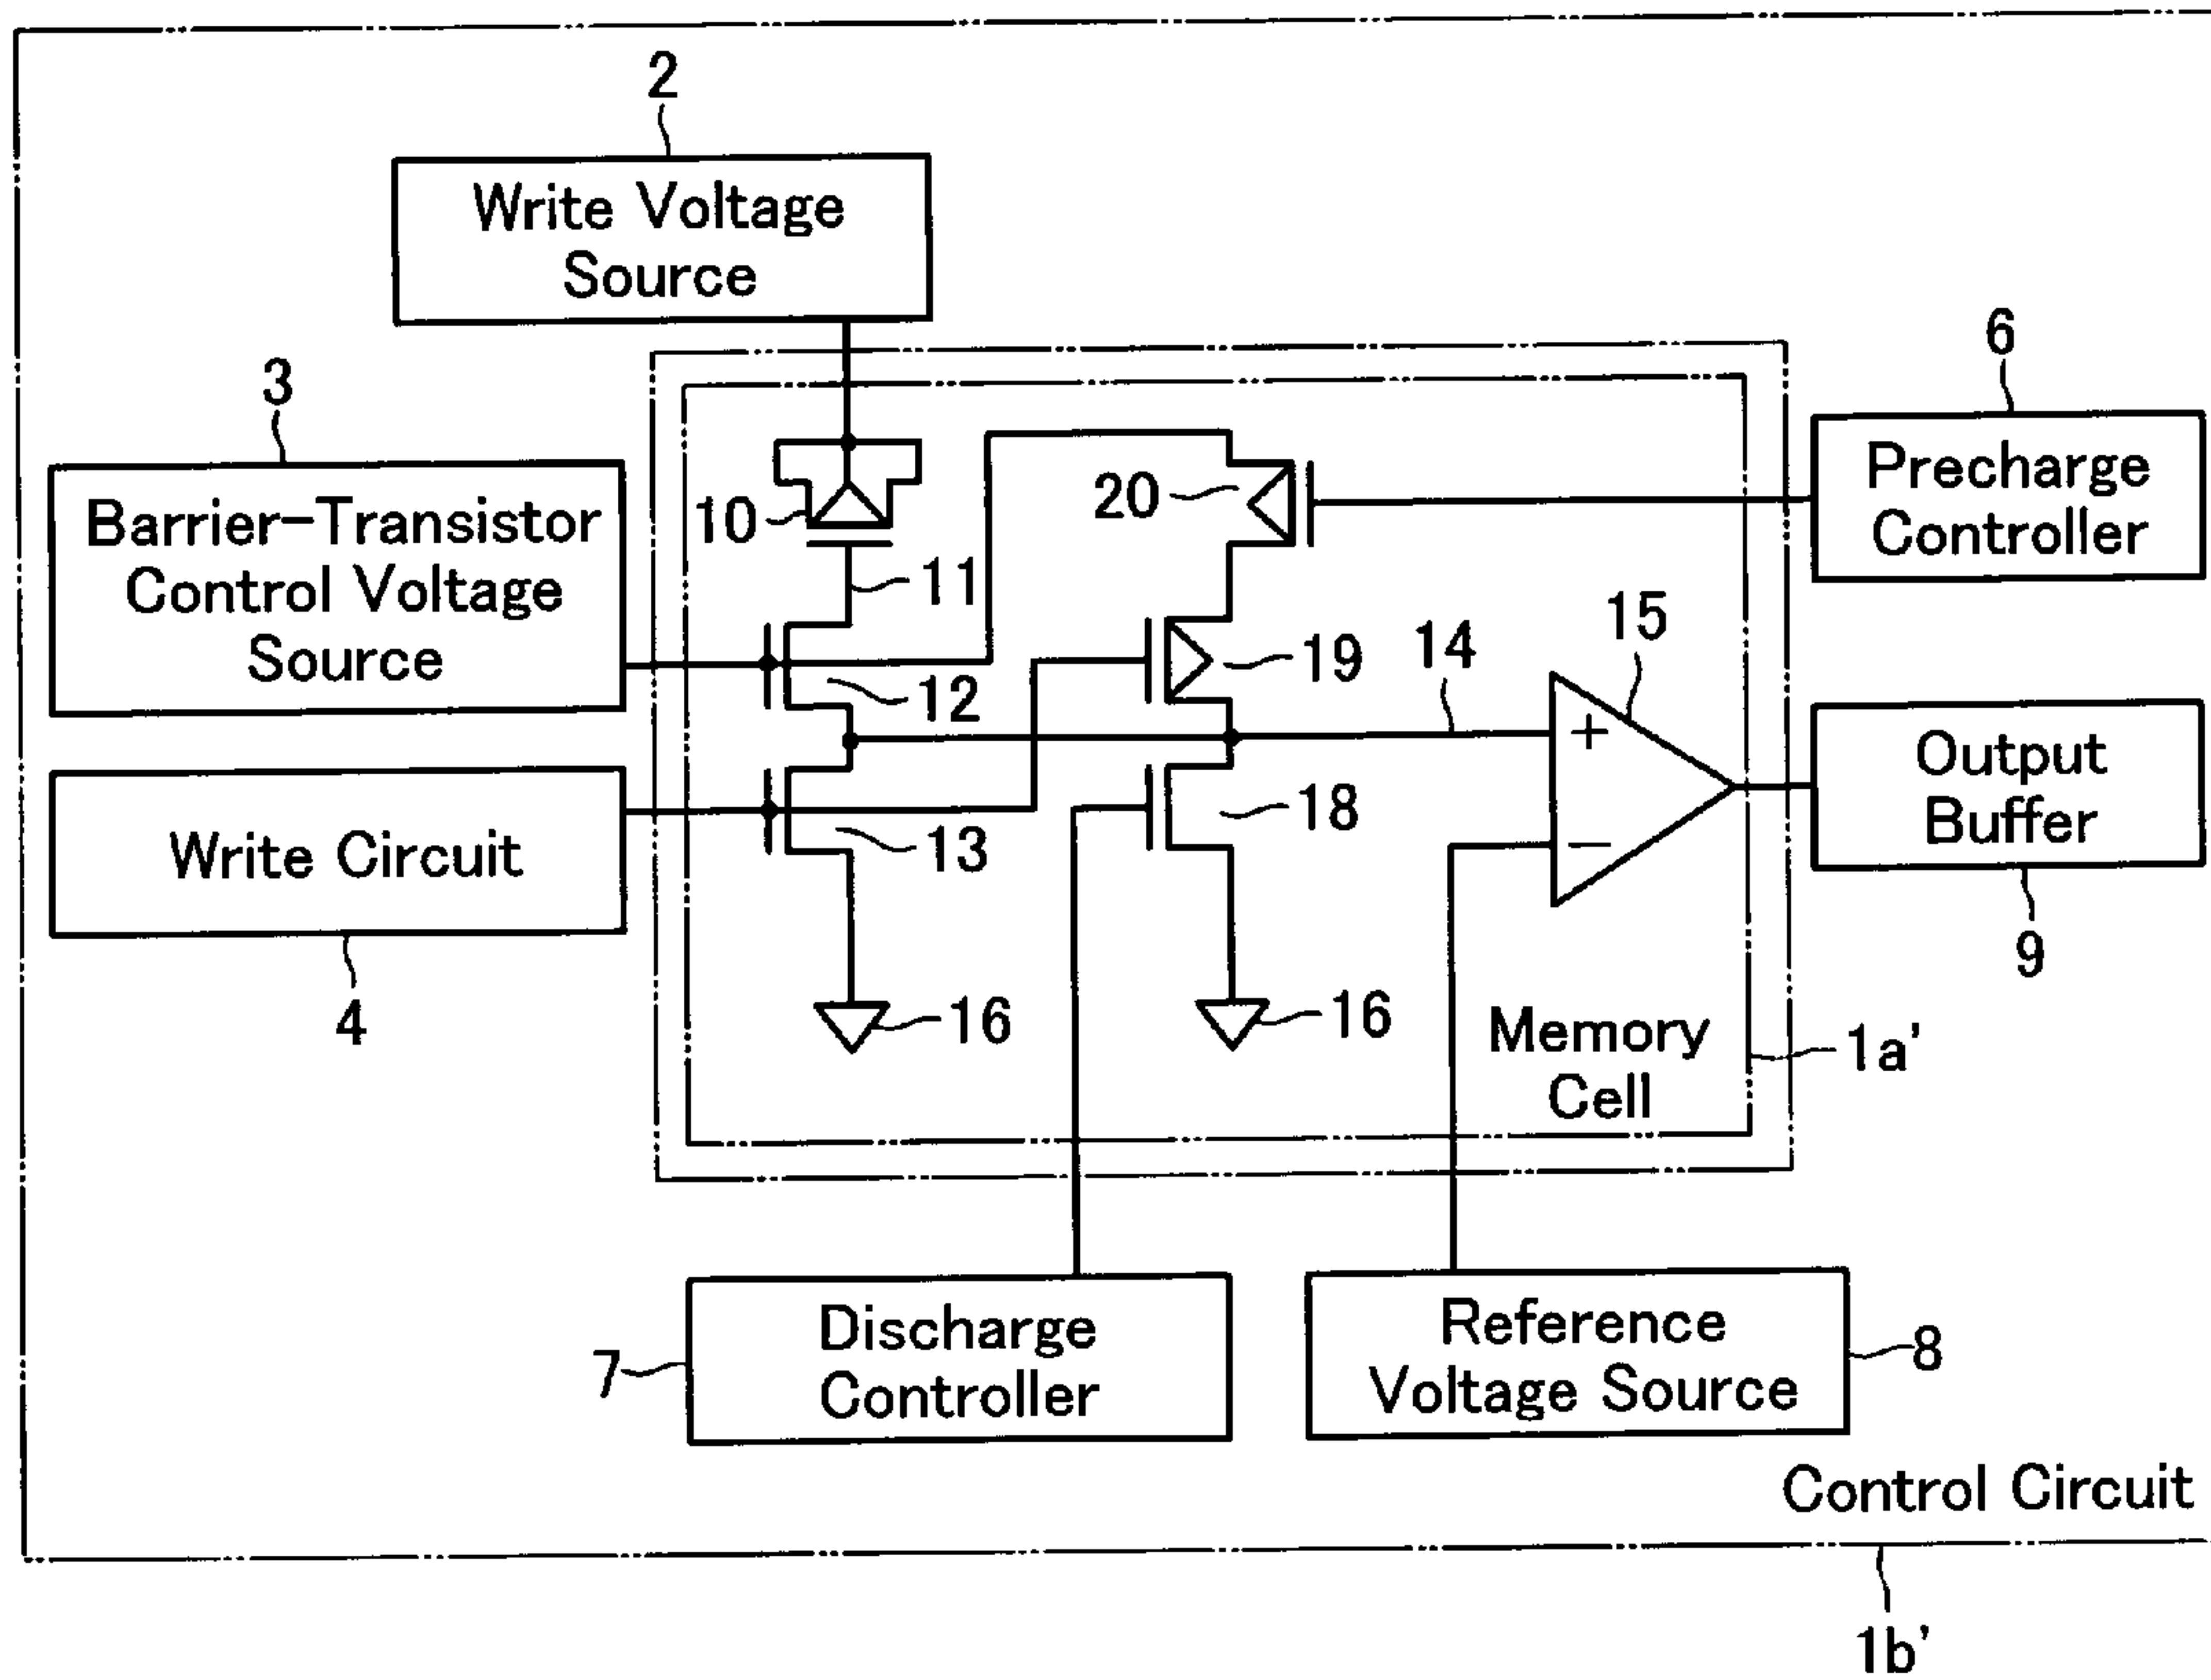 2
Write Voltage
Source
3
Barrier-Transistor
Control Voltage
Source
6
Precharge
Controller
10
20
11
12
19
14
15
+
−
Write Circuit
4
13
18
Output
Buffer
9
16
16
Memory
Cell
1a'
7
Discharge
Controller
Reference
Voltage Source
8
Control Circuit
1b'